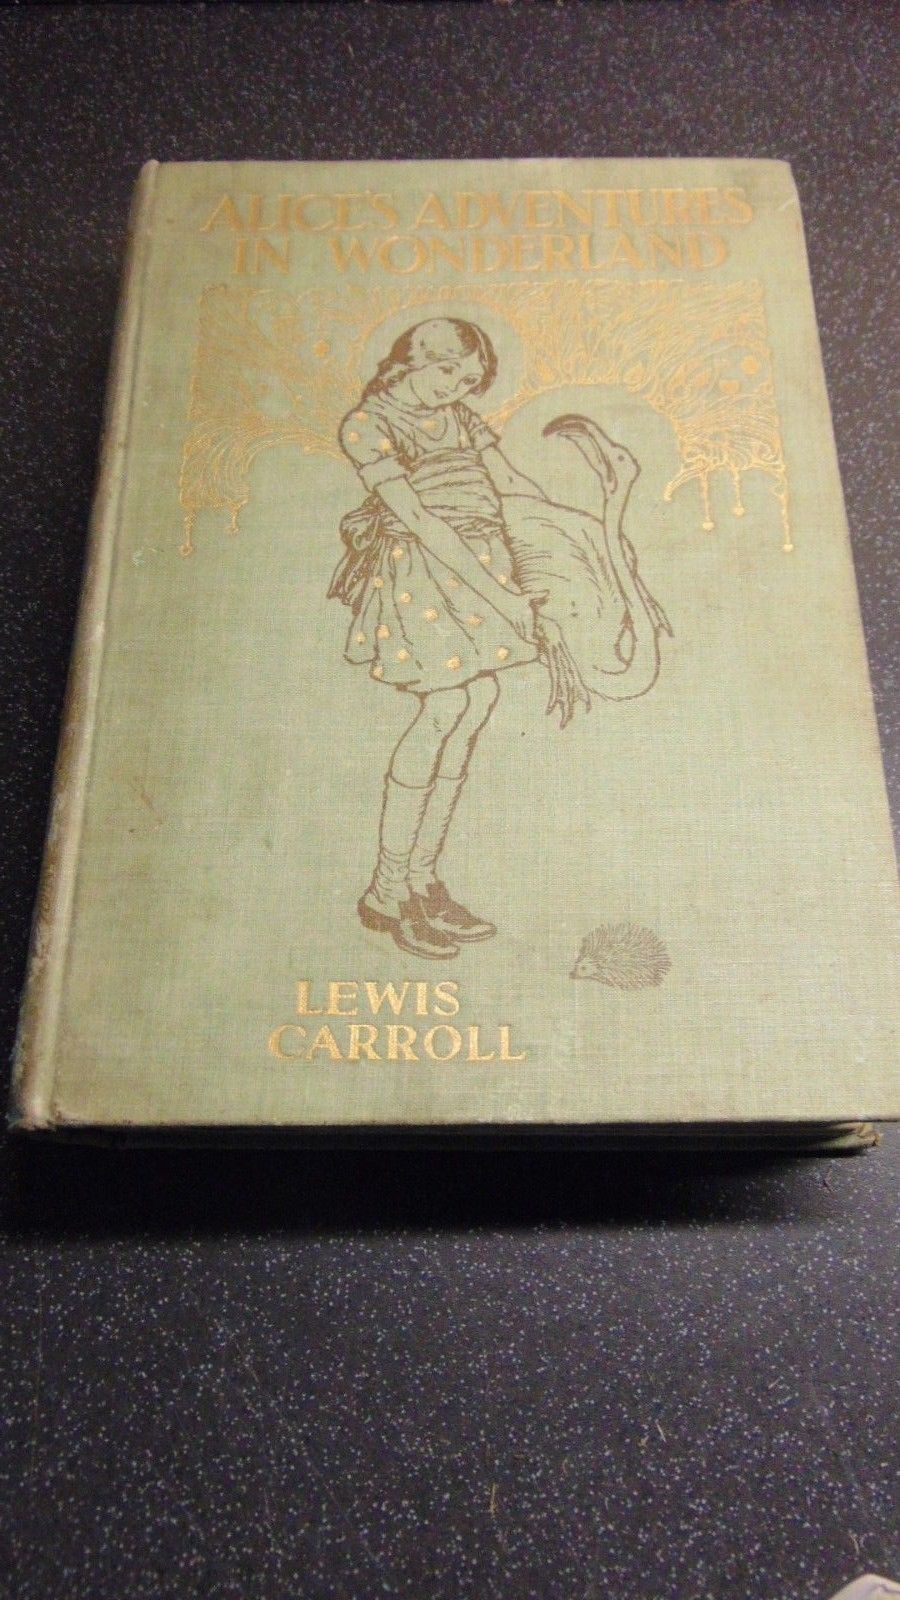 ALICE'S ADVENTURES
IN WONDERLAND
LEWIS
CARROLL